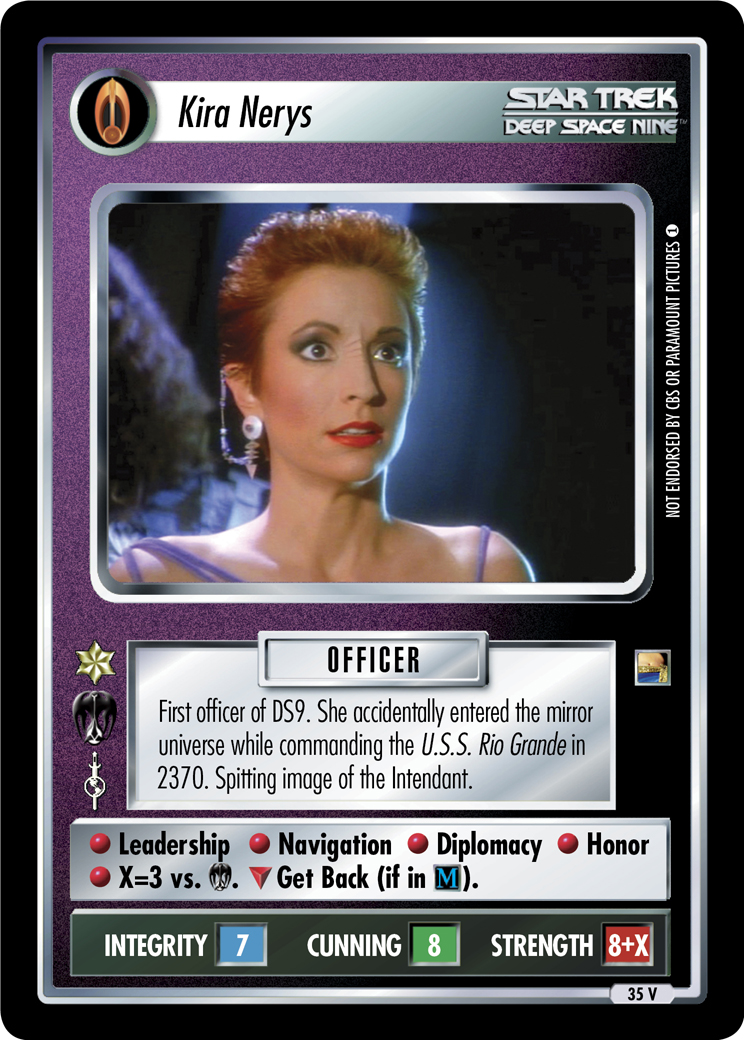 Kira Nerys
STAR TREK
DEEP SPACE NINE™
NOT ENDORSED BY CBS OR PARAMOUNT PICTURES 1
OFFICER
First officer of DS9. She accidentally entered the mirror
universe while commanding the U.S.S. Rio Grande in
2370. Spitting image of the Intendant.
Leadership Navigation Diplomacy Honor
X=3 vs. . Get Back (if in M).
INTEGRITY 7 CUNNING 8 STRENGTH 8+X
35 V